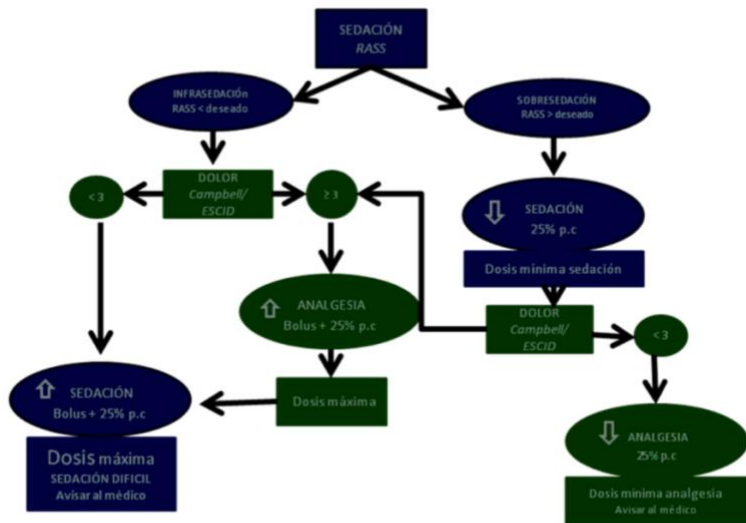 SEDACIÓN
RASS
INFRASEDACIÓn
RASS < deseado
SOBRESEDACIÓN
RASS > deseado
< 3
DOLOR
Campbell/
ESCID
≥ 3
SEDACIÓN
25% p.c
Dosis mínima sedación
ANALGESIA
Bolus + 25% p.c
DOLOR
Campbell/
ESCID
< 3
SEDACIÓN
Bolus + 25% p.c
Dosis máxima
ANALGESIA
25% p.c
Dosis máxima
SEDACIÓN DIFICIL
Avisar al médico
Dosis minima analgesia
Avisar al médico